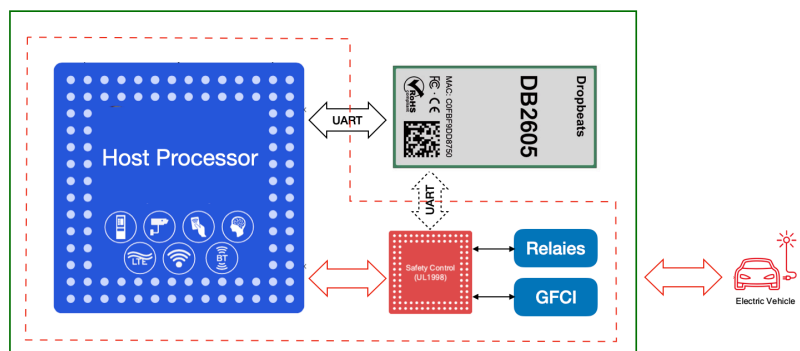 Host Processor
LTE
BT
UART
Dropbeats
DB2605
MAC: C0FBF9DD8750
FC · CE
RoHS
compliant
UART
Safety Control
(UL1998)
Relaies
GFCI
Electric Vehicle